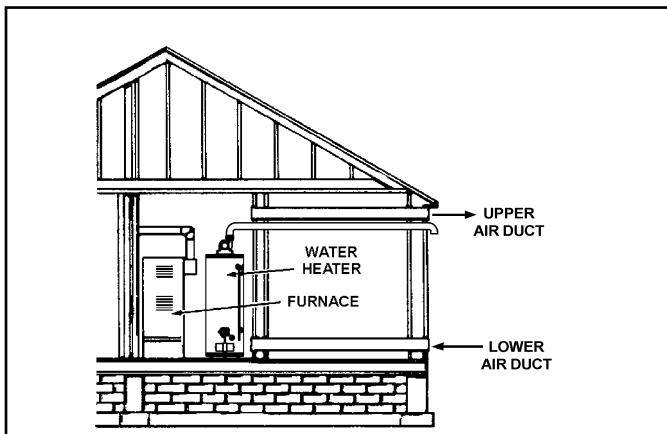 UPPER
AIR DUCT
WATER
HEATER
FURNACE
LOWER
AIR DUCT